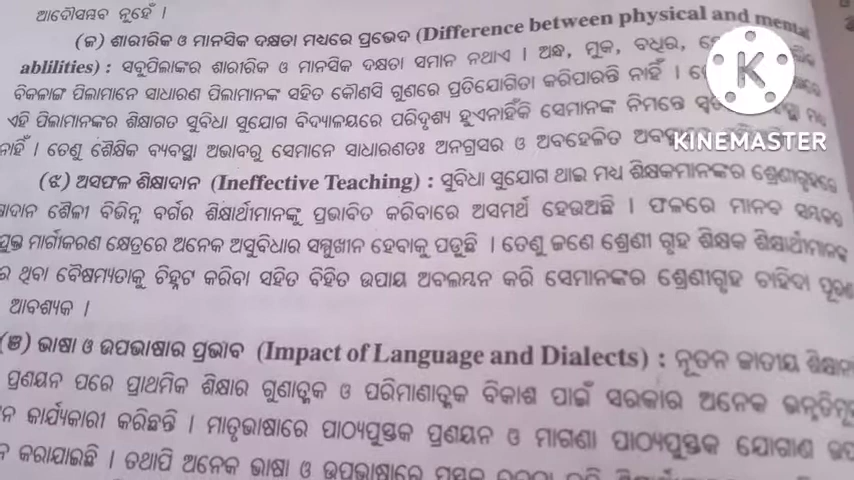 ଆଦୌସମ୍ଭବ ନୁହେଁ ।
(କ) ଶାରୀରିକ ଓ ମାନସିକ ଦକ୍ଷତା ମଧ୍ୟରେ ପ୍ରଭେଦ (Difference between physical and mental
ablilities) : ସବୁପିଲାଙ୍କର ଶାରୀରିକ ଓ ମାନସିକ ଦକ୍ଷତା ସମାନ ନଥାଏ । ଅନ୍ଧ, ମୁକ, ବଧିର,
ବିକଳାଙ୍ଗ ପିଲାମାନେ ସାଧାରଣ ପିଲାମାନଙ୍କ ସହିତ କୌଣସି ଗୁଣରେ ପ୍ରତିଯୋଗିତା କରିପାରନ୍ତି ନାହିଁ ।
ଏହି ପିଲାମାନଙ୍କର ଶିକ୍ଷାଗତ ସୁବିଧା ସୁଯୋଗ ବିଦ୍ୟାଳୟରେ ପରିଦୃଶ୍ୟ ହୁଏନାହିଁକି ସେମାନଙ୍କ ନିମନ୍ତେ
ନାହିଁ । ତେଣୁ ଶୈକ୍ଷିକ ବ୍ୟବସ୍ଥା ଅଭାବରୁ ସେମାନେ ସାଧାରଣତଃ ଅନଗ୍ରସର ଓ ଅବହେଳିତ
KINEMASTER
(ଝ) ଅସଫଳ ଶିକ୍ଷାଦାନ (Ineffective Teaching) : ସୁବିଧା ସୁଯୋଗ ଥାଇ ମଧ୍ୟ ଶିକ୍ଷକମାନଙ୍କର ଶ୍ରେଣୀଗୃହରେ
ଶୈଳୀ ବିଭିନ୍ନ ବର୍ଗର ଶିକ୍ଷାର୍ଥୀମାନଙ୍କୁ ପ୍ରଭାବିତ କରିବାରେ ଅସମର୍ଥ ହେଉଅଛି । ଫଳରେ ମାନବ
ମାର୍ଗୀକରଣ କ୍ଷେତ୍ରରେ ଅନେକ ଅସୁବିଧାର ସମ୍ମୁଖୀନ ହେବାକୁ ପଡୁଛି । ତେଣୁ ଜଣେ ଶ୍ରେଣୀ ଗୃହ ଶିକ୍ଷକ ଶିକ୍ଷାର୍ଥୀମାନଙ୍କ
ର ଥିବା ବୈଷମ୍ୟତାକୁ ଚିହ୍ନଟ କରିବା ସହିତ ବିହିତ ଉପାୟ ଅବଲମ୍ବନ କରି ସେମାନଙ୍କର ଶ୍ରେଣୀଗୃହ ଚାହିଦା
ଆବଶ୍ୟକ ।
(ଞ) ଭାଷା ଓ ଉପଭାଷାର ପ୍ରଭାବ (Impact of Language and Dialects) : ନୂତନ ଜାତୀୟ
ପ୍ରଣୟନ ପରେ ପ୍ରାଥମିକ ଶିକ୍ଷାର ଗୁଣାତ୍ମକ ଓ ପରିମାଣାତ୍ମକ ବିକାଶ ପାଇଁ ସରକାର ଅନେକ
ନ କାର୍ଯ୍ୟକାରୀ କରିଛନ୍ତି । ମାତୃଭାଷାରେ ପାଠ୍ୟପୁସ୍ତକ ପ୍ରଣୟନ ଓ ମାଗଣା ପାଠ୍ୟପୁସ୍ତକ ଯୋଗାଣ
କରାଯାଇଛି । ତଥାପି ଅନେକ ଭାଷା ଓ ଉପଭାଷାରେ